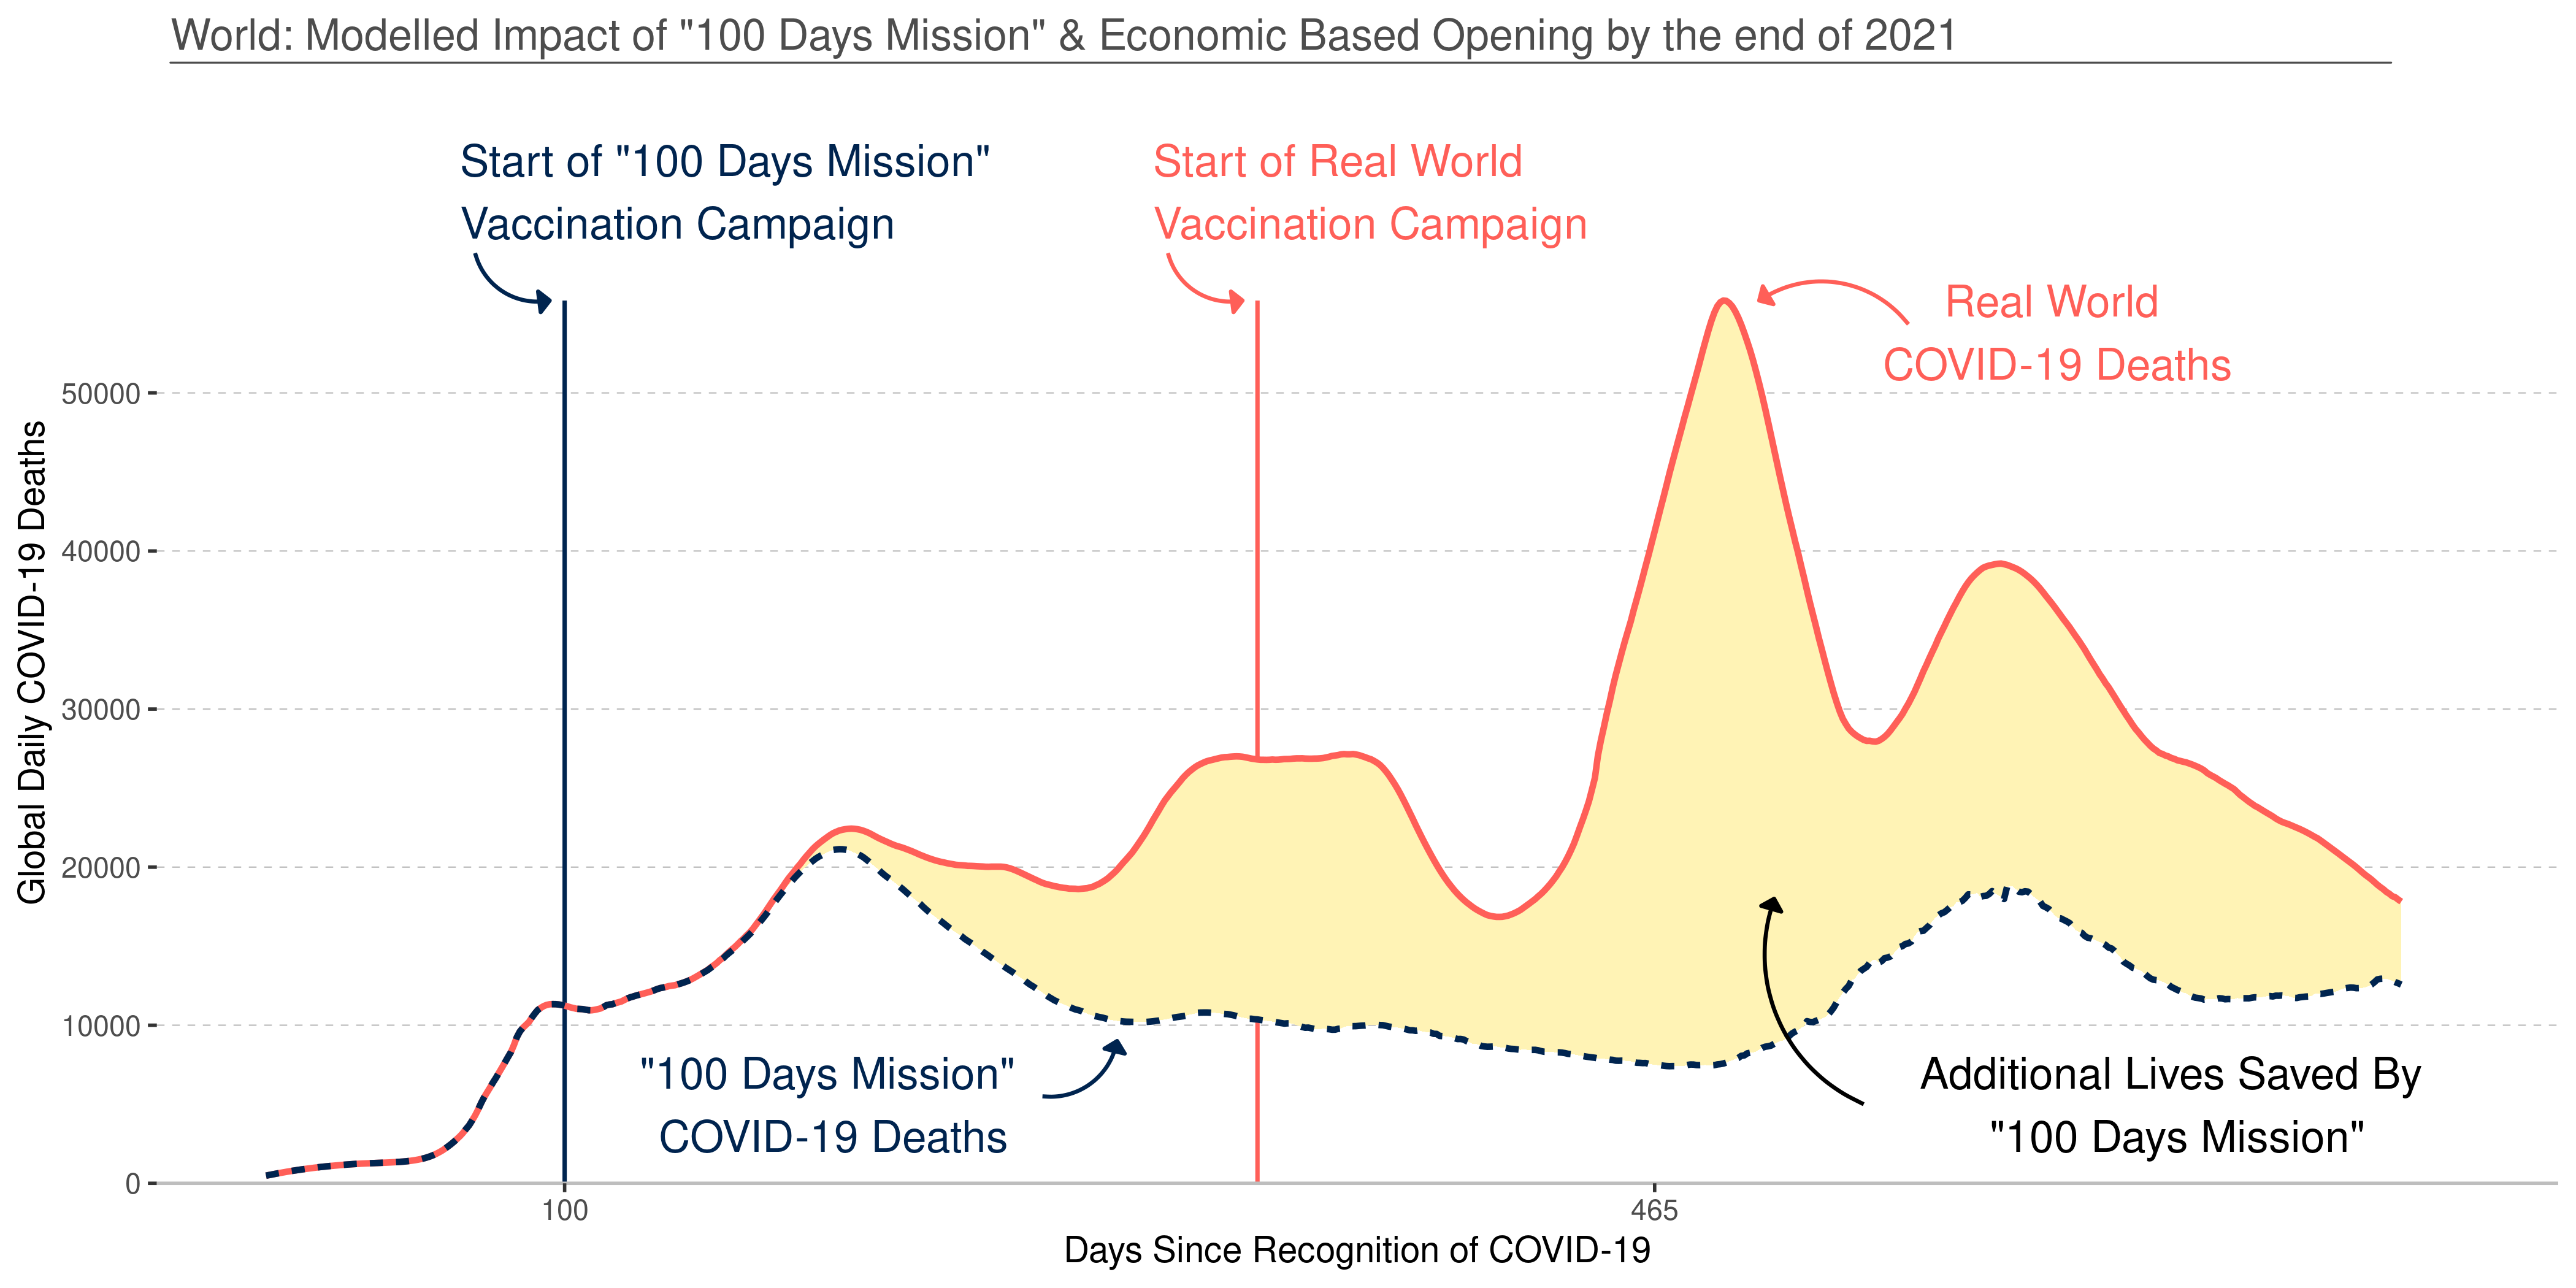 World: Modelled Impact of "100 Days Mission" & Economic Based Opening by the end of 2021
Start of "100 Days Mission"
Vaccination Campaign
Start of Real World
Vaccination Campaign
Real World
COVID-19 Deaths
50000
40000
30000
20000
10000
0
Global Daily COVID-19 Deaths
"100 Days Mission"
COVID-19 Deaths
Additional Lives Saved By
"100 Days Mission"
100
465
Days Since Recognition of COVID-19